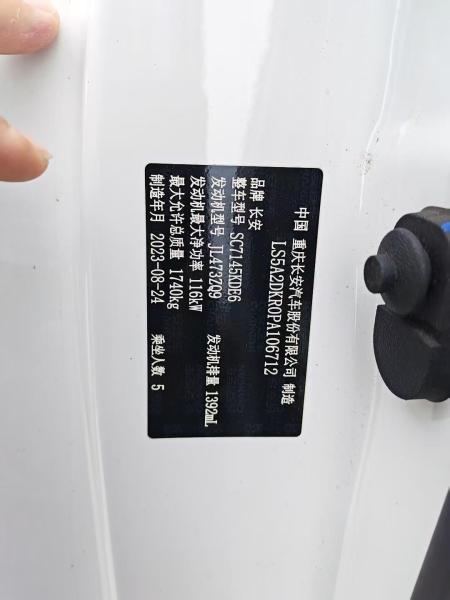 中国 重庆长安汽车股份有限公司 制造
LS5A2DKR0PA106712
品牌 长安
整车型号 SC7145KDE6
发动机型号 JL473ZQ9 发动机排量 1392mL
发动机最大净功率 116kW
最大允许总质量 1740kg
制造年月 2023-08-24 乘坐人数 5